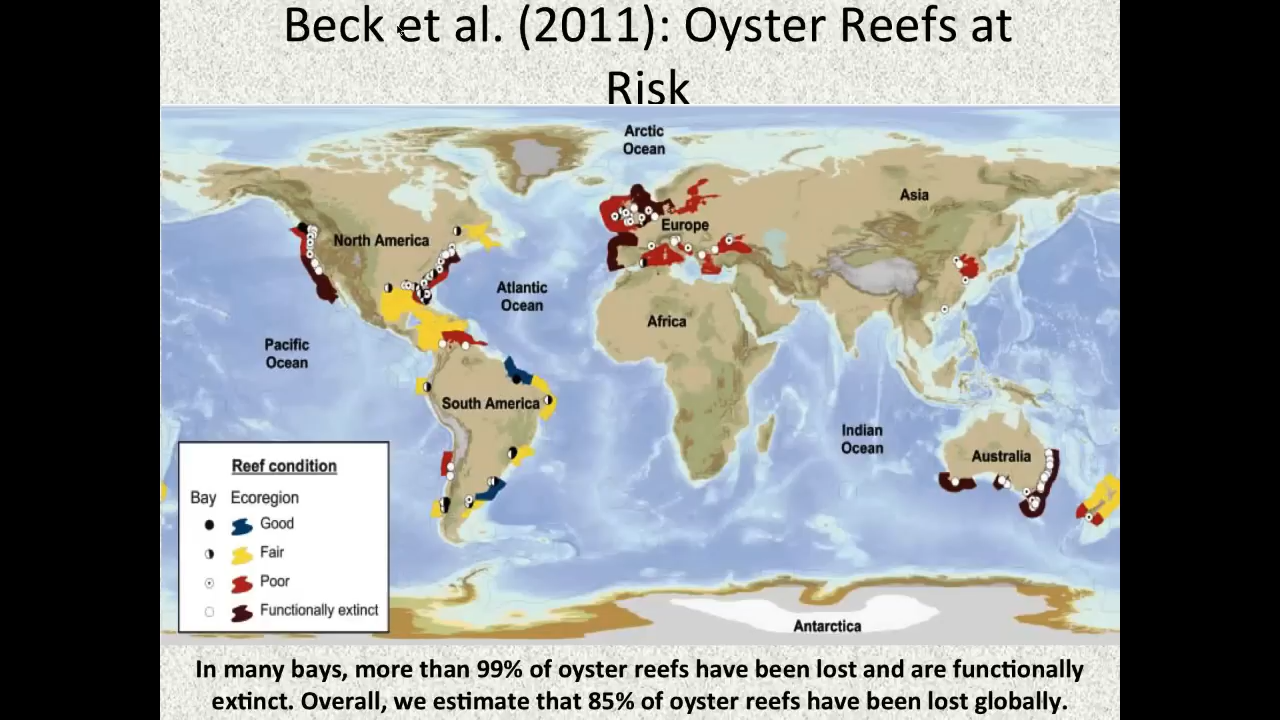 Beck et al. (2011): Oyster Reefs at
Risk
Arctic
Ocean
Asia
Europe
North America
Atlantic
Ocean
Africa
Pacific
Ocean
South America
Indian
Ocean
Australia
Reef condition
Bay Ecoregion
Good
Fair
Poor
Functionally extinct
Antarctica
In many bays, more than 99% of oyster reefs have been lost and are functionally
extinct. Overall, we estimate that 85% of oyster reefs have been lost globally.